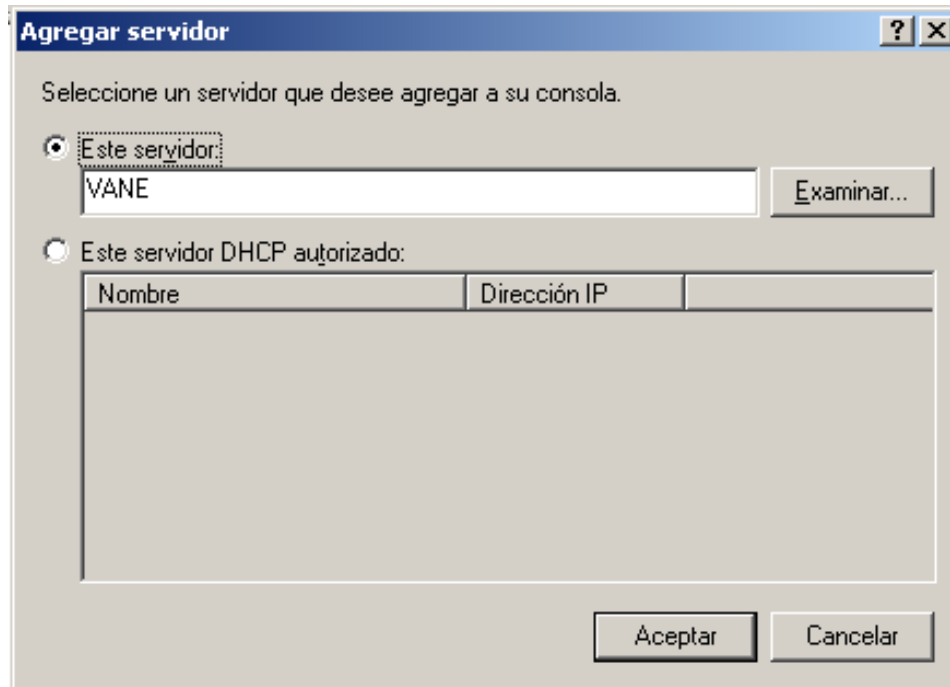 Agregar servidor
Seleccione un servidor que desee agregar a su consola.
Este servidor:
VANE
Examinar...
Este servidor DHCP autorizado:
Nombre Dirección IP
Aceptar Cancelar